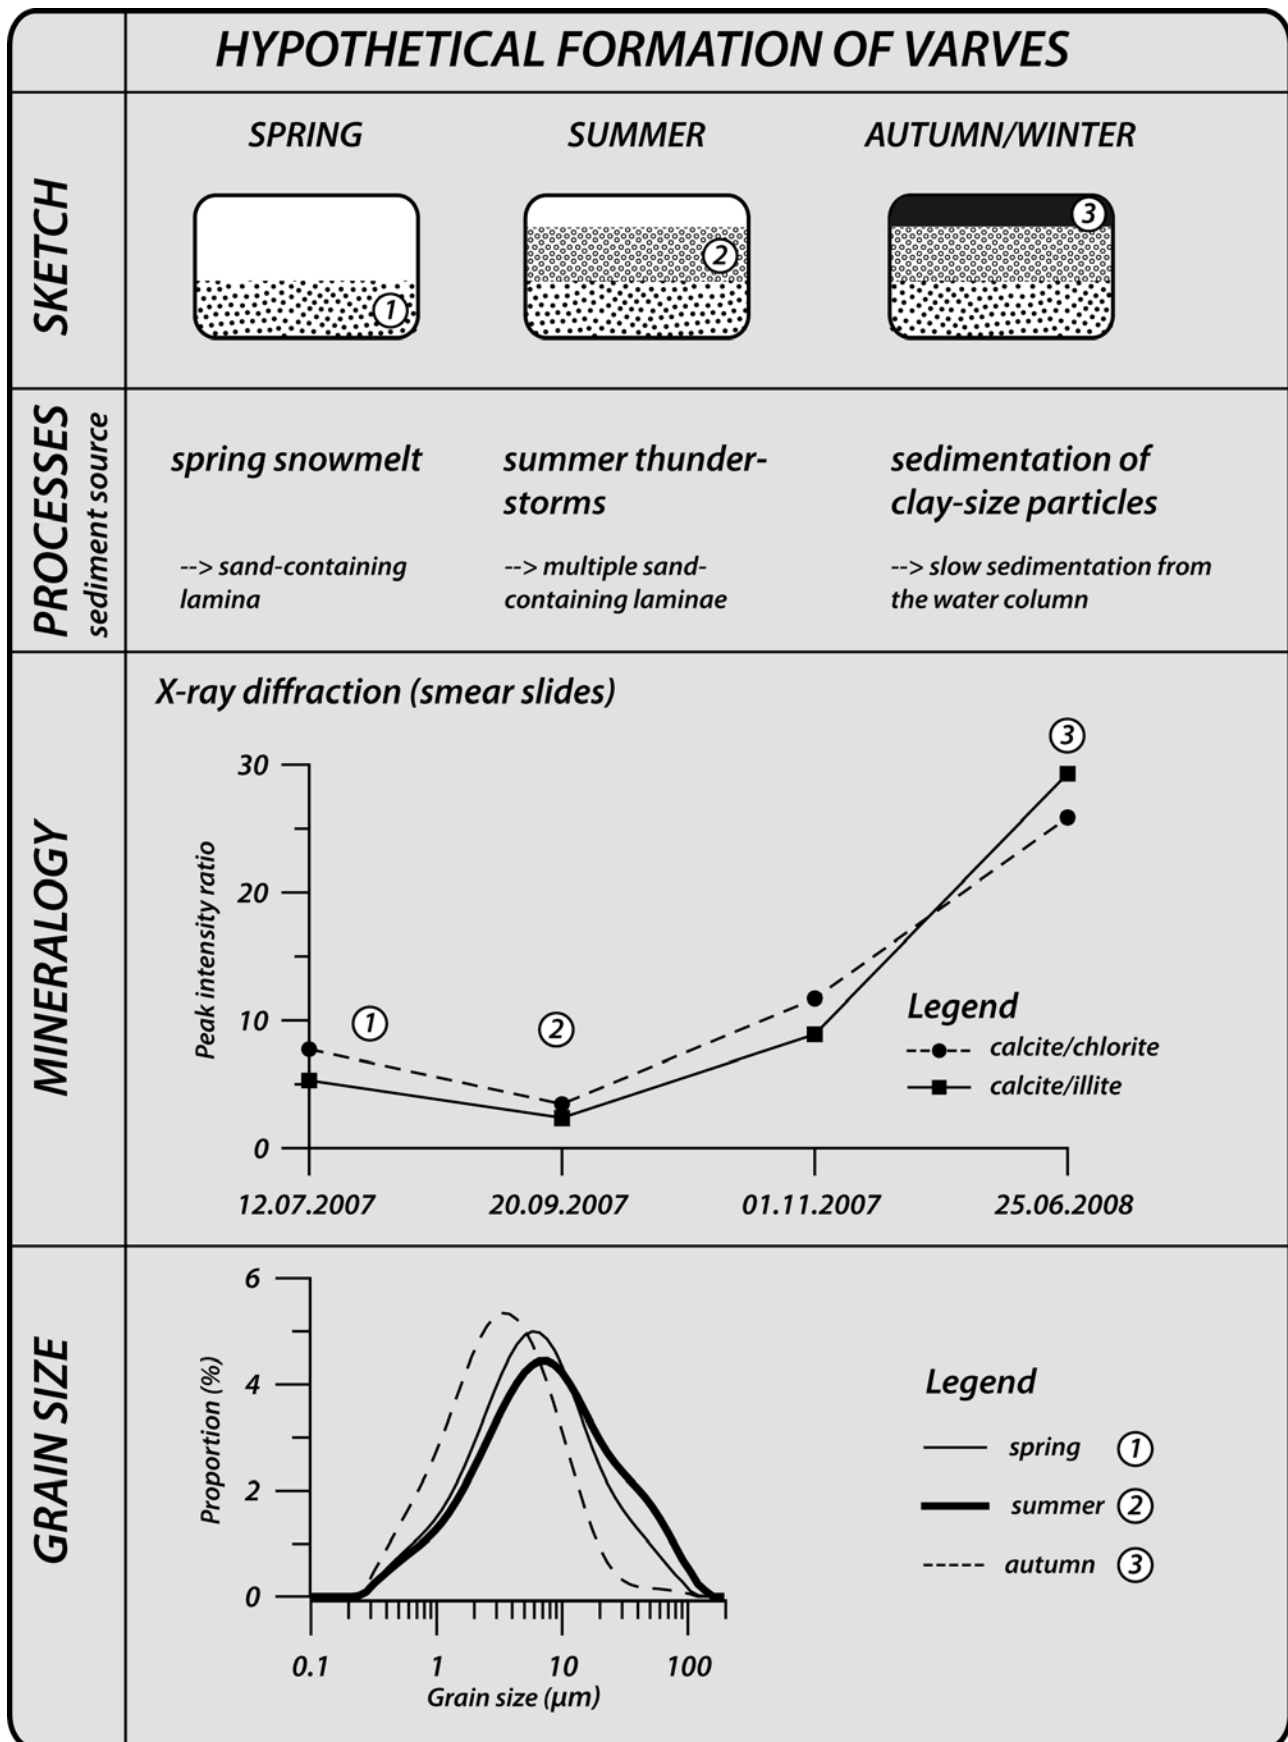 HYPOTHETICAL FORMATION OF VARVES
SKETCH
SPRING
SUMMER
AUTUMN/WINTER
1
2
3
PROCESSES
sediment source
spring snowmelt
--> sand-containing
lamina
summer thunder-
storms
--> multiple sand-
containing laminae
sedimentation of
clay-size particles
--> slow sedimentation from
the water column
MINERALOGY
X-ray diffraction (smear slides)
Peak intensity ratio
30
20
10
0
1
2
3
12.07.2007
20.09.2007
01.11.2007
25.06.2008
Legend
calcite/chlorite
calcite/illite
GRAIN SIZE
Proportion (%)
6
4
2
0
0.1
1
10
100
Grain size (µm)
Legend
spring 1
summer 2
autumn 3